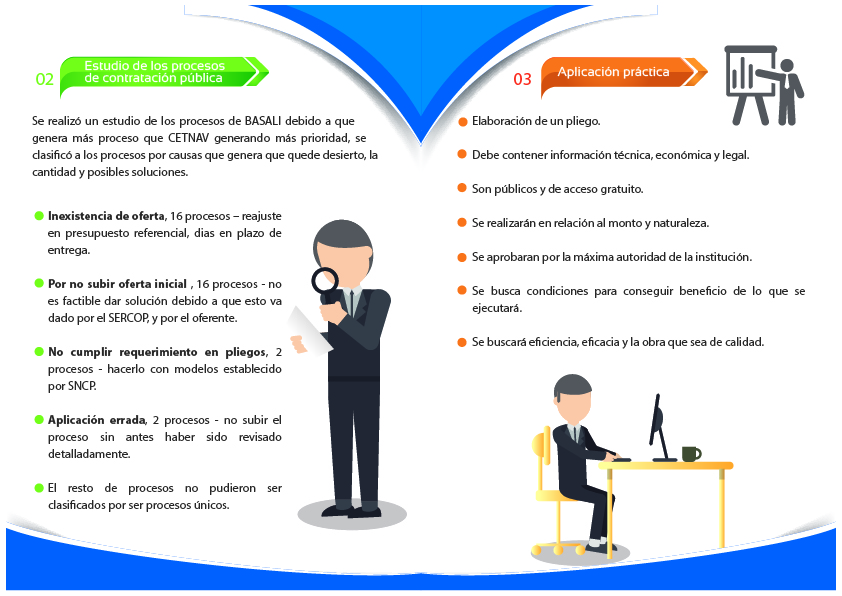 02
Estudio de los procesos
de contratación pública
Se realizó un estudio de los procesos de BASALI debido a que
genera más proceso que CETNAV generando más prioridad, se
clasificó a los procesos por causas que genera que quede desierto, la
cantidad y posibles soluciones.
Inexistencia de oferta, 16 procesos – reajuste
en presupuesto referencial, dias en plazo de
entrega.
Por no subir oferta inicial , 16 procesos - no
es factible dar solución debido a que esto va
dado por el SERCOP, y por el oferente.
No cumplir requerimiento en pliegos, 2
procesos - hacerlo con modelos establecido
por SNCP.
Aplicación errada, 2 procesos - no subir el
proceso sin antes haber sido revisado
detalladamente.
El resto de procesos no pudieron ser
clasificados por ser procesos únicos.
03
Aplicación práctica
Elaboración de un pliego.
Debe contener información técnica, económica y legal.
Son públicos y de acceso gratuito.
Se realizarán en relación al monto y naturaleza.
Se aprobaran por la máxima autoridad de la institución.
Se busca condiciones para conseguir beneficio de lo que se
ejecutará.
Se buscará eficiencia, eficacia y la obra que sea de calidad.